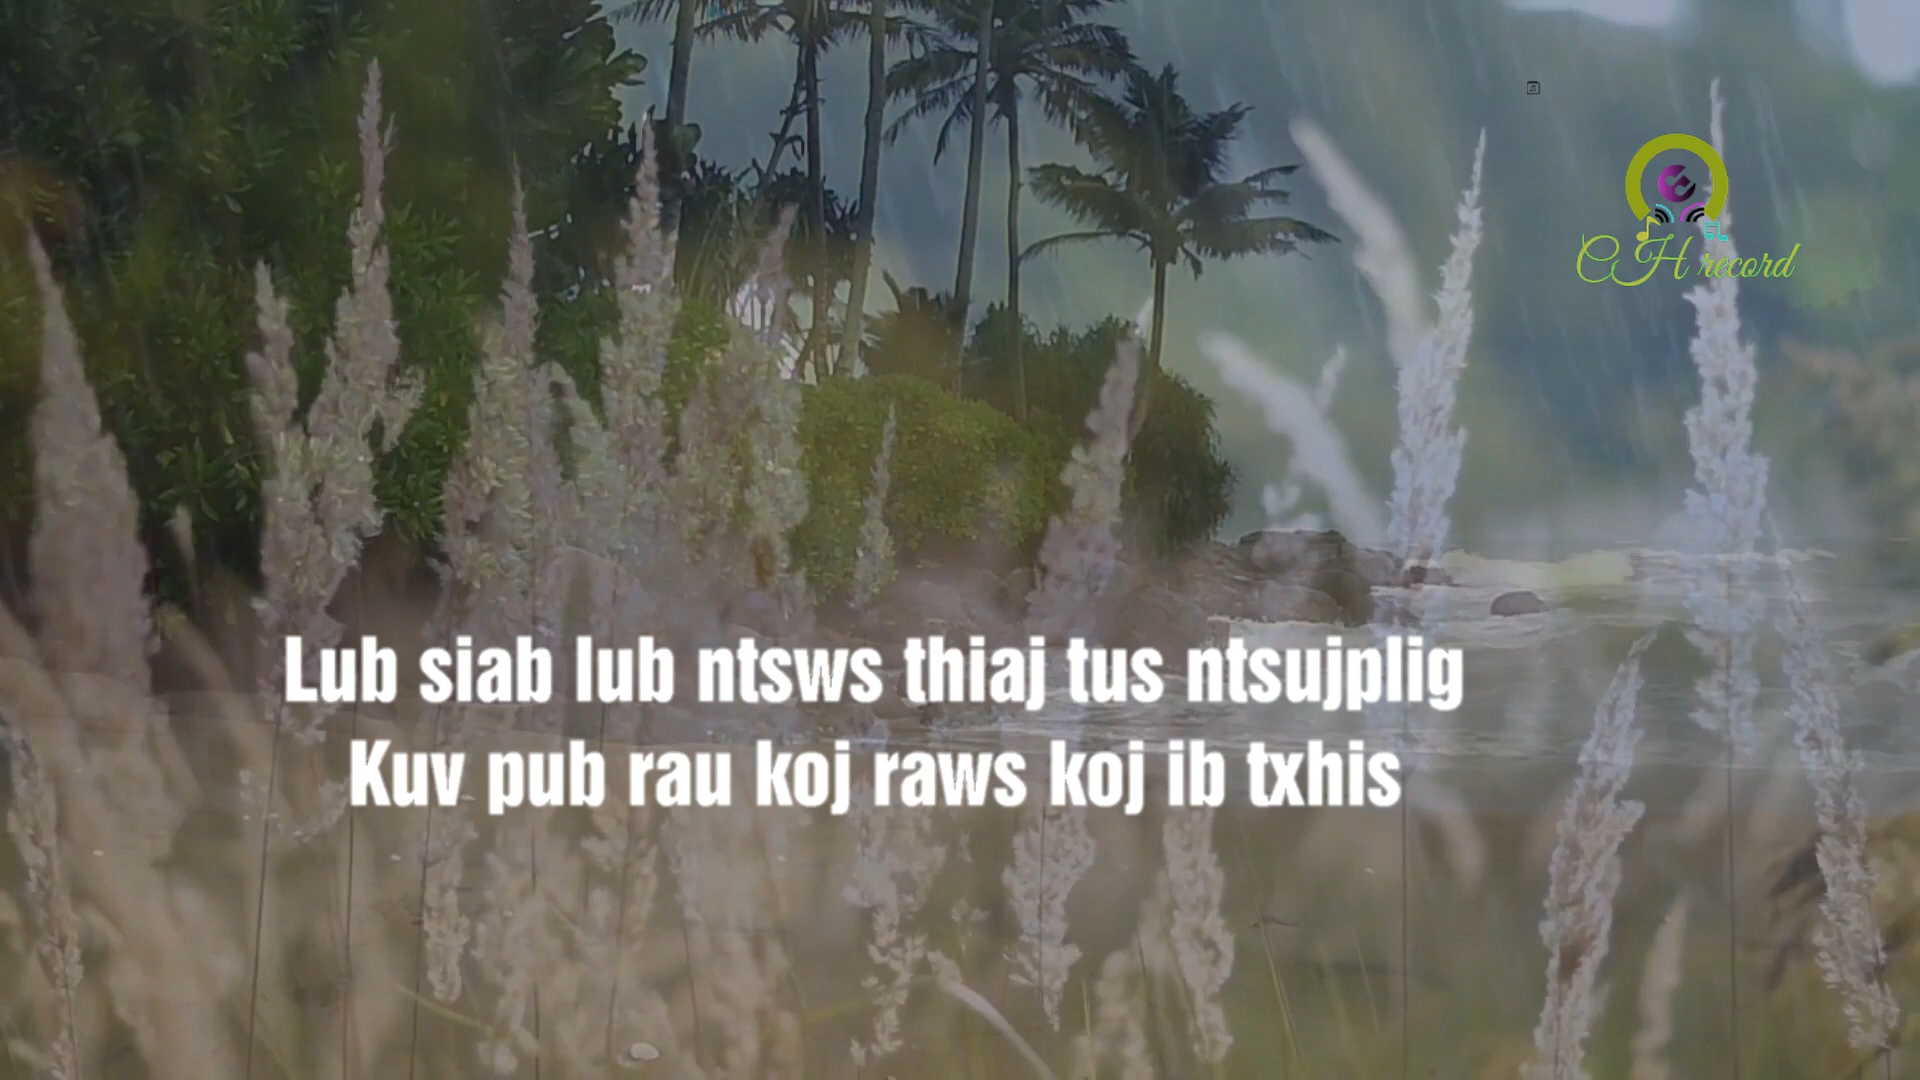 CH record
Lub siab lub ntsws thiaj tus ntsujplig
Kuv pub rau koj raws koj ib txhis